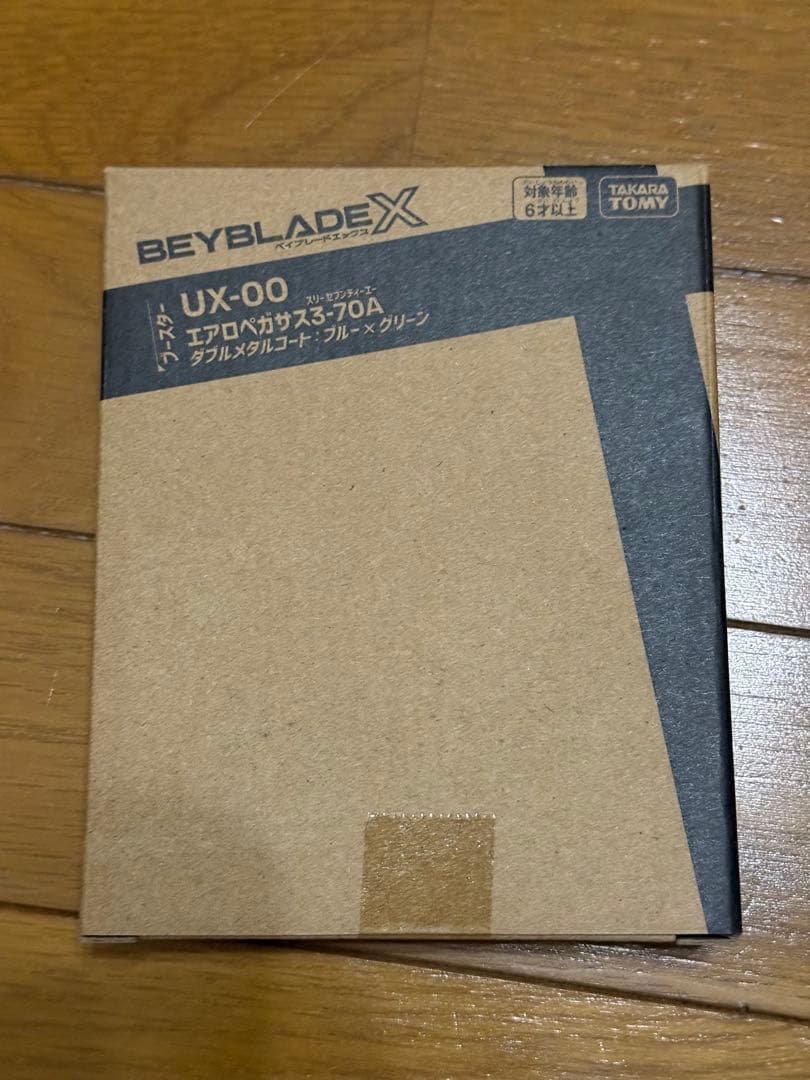 BEYBLADE X
ベイブレードエックス
対象年齢
6才以上
TAKARA
TOMY
ブースター
UX-00
スリーセブンティーエー
エアロペガサス3-70A
ダブルメタルコート:ブルー×グリーン